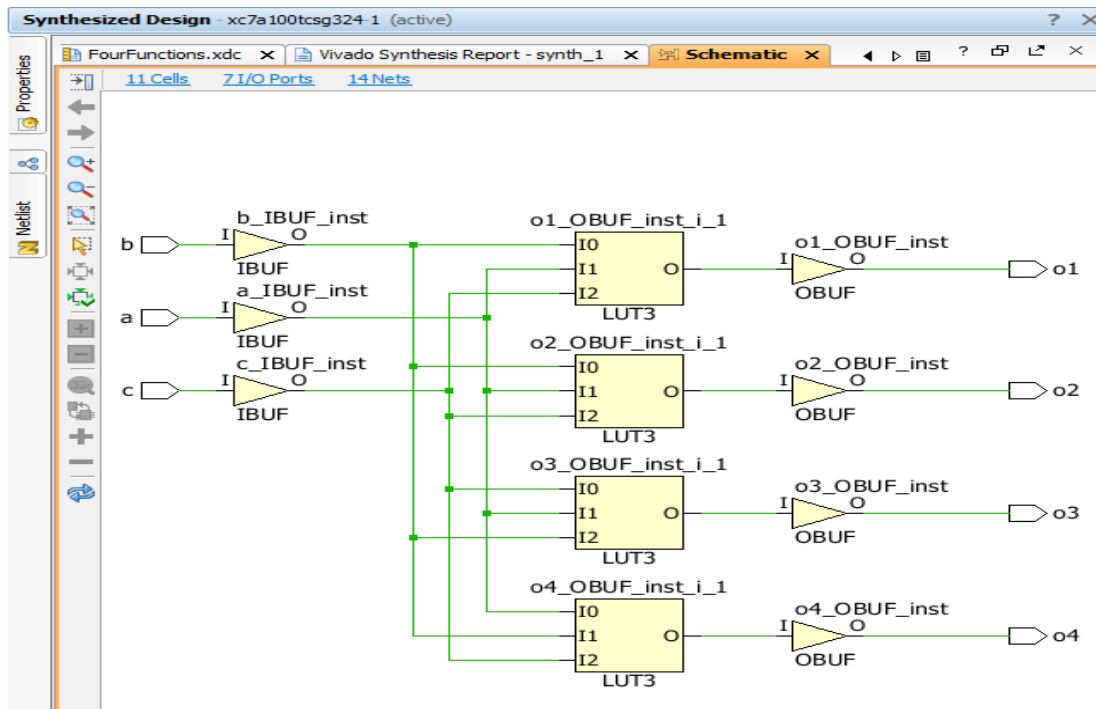 Synthesized Design - xc7a100tcsg324-1 (active) ? ×
Properties
Netlist
FourFunctions.xdc × Vivado Synthesis Report - synth_1 × Schematic × ?
11 Cells 7 I/O Ports 14 Nets
b_IBUF_inst o1_OBUF_inst_i_1
b I O I0 o1_OBUF_inst
IBUF I1 O I O o1
a_IBUF_inst I2 OBUF
a I O LUT3
IBUF o2_OBUF_inst_i_1
c_IBUF_inst I0 o2_OBUF_inst
c I O I1 O I O o2
IBUF I2 OBUF
LUT3
o3_OBUF_inst_i_1
I0 o3_OBUF_inst
I1 O I O o3
I2 OBUF
LUT3
o4_OBUF_inst_i_1
I0 o4_OBUF_inst
I1 O I O o4
I2 OBUF
LUT3